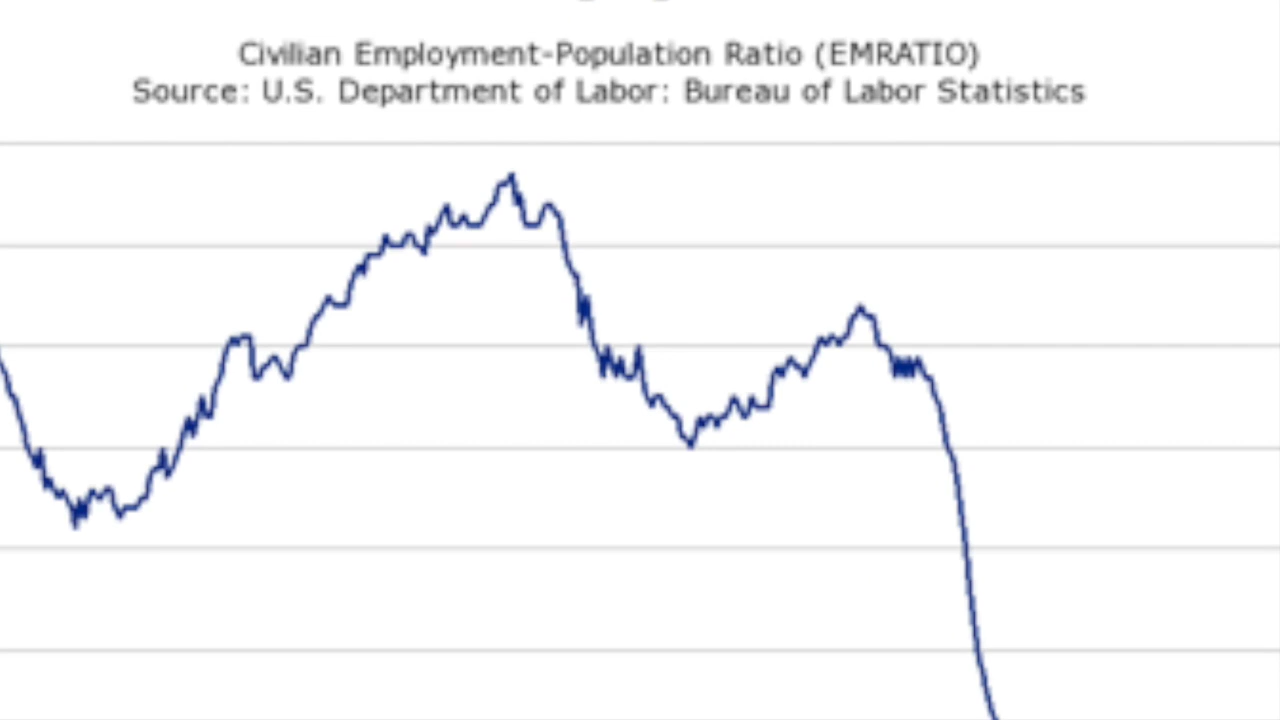 Civilian Employment-Population Ratio (EMRATIO)
Source: U.S. Department of Labor: Bureau of Labor Statistics